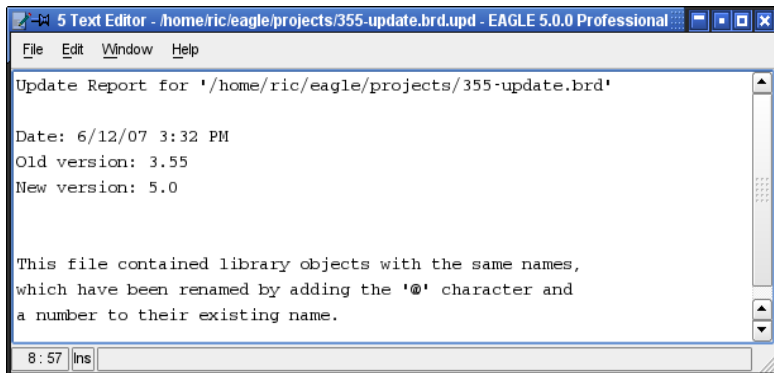 5 Text Editor - /home/ric/eagle/projects/355-update.brd.upd - EAGLE 5.0.0 Professional
File Edit Window Help
Update Report for '/home/ric/eagle/projects/355-update.brd'
Date: 6/12/07 3:32 PM
Old version: 3.55
New version: 5.0
This file contained library objects with the same names,
which have been renamed by adding the '@' character and
a number to their existing name.
8 : 57 Ins